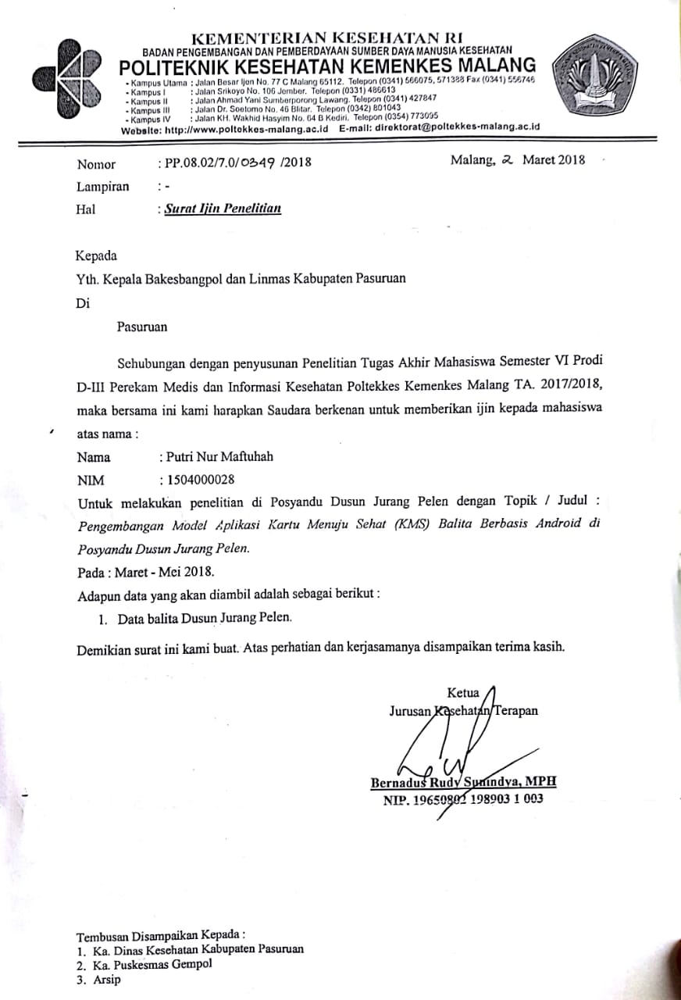 KEMENTERIAN KESEHATAN RI
BADAN PENGEMBANGAN DAN PEMBERDAYAAN SUMBER DAYA MANUSIA KESEHATAN
POLITEKNIK KESEHATAN KEMENKES MALANG
- Kampus Utama : Jalan Besar Ijen No. 77 C Malang 65112. Telepon (0341) 566075, 571388 Fax (0341) 556746
- Kampus I : Jalan Srikoyo No. 106 Jember. Telepon (0331) 486613
- Kampus II : Jalan Ahmad Yani Sumberporong Lawang. Telepon (0341) 427847
- Kampus III : Jalan Dr. Soetomo No. 46 Blitar. Telepon (0342) 801043
- Kampus IV : Jalan KH. Wakhid Hasyim No. 64 B Kediri. Telepon (0354) 773095
Website: http://www.poltekkes-malang.ac.id E-mail: direktorat@poltekkes-malang.ac.id
Nomor : PP.08.02/7.0/0349 /2018 Malang, 2 Maret 2018
Lampiran : -
Hal : Surat Ijin Penelitian
Kepada
Yth. Kepala Bakesbangpol dan Linmas Kabupaten Pasuruan
Di
Pasuruan
Sehubungan dengan penyusunan Penelitian Tugas Akhir Mahasiswa Semester VI Prodi
D-III Perekam Medis dan Informasi Kesehatan Poltekkes Kemenkes Malang TA. 2017/2018,
maka bersama ini kami harapkan Saudara berkenan untuk memberikan ijin kepada mahasiswa
atas nama :
Nama : Putri Nur Maftuhah
NIM : 1504000028
Untuk melakukan penelitian di Posyandu Dusun Jurang Pelen dengan Topik / Judul :
Pengembangan Model Aplikasi Kartu Menuju Sehat (KMS) Balita Berbasis Android di
Posyandu Dusun Jurang Pelen.
Pada : Maret - Mei 2018.
Adapun data yang akan diambil adalah sebagai berikut :
1. Data balita Dusun Jurang Pelen.
Demikian surat ini kami buat. Atas perhatian dan kerjasamanya disampaikan terima kasih.
Ketua
Jurusan Kesehatan Terapan
Bernadus Rudy Sunindya, MPH
NIP. 19650802 198903 1 003
Tembusan Disampaikan Kepada :
1. Ka. Dinas Kesehatan Kabupaten Pasuruan
2. Ka. Puskesmas Gempol
3. Arsip